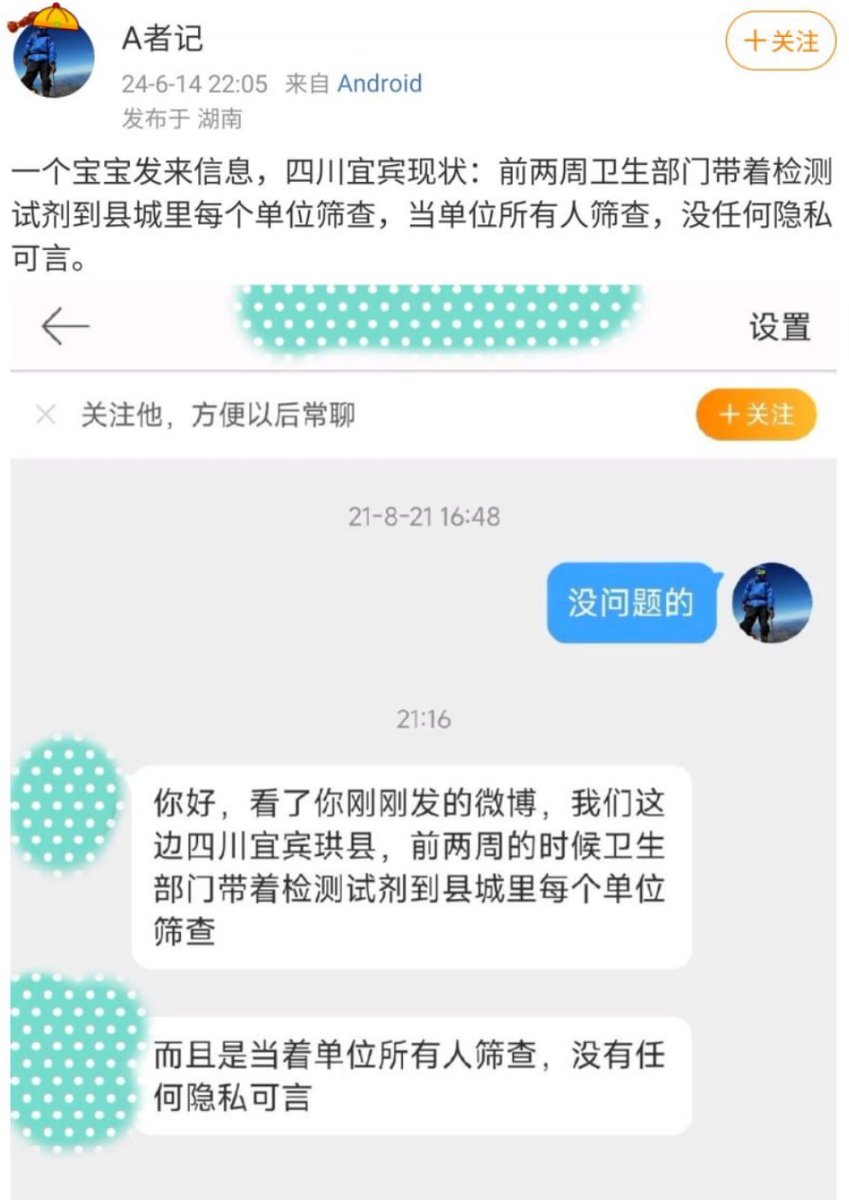 A者记
+关注
24-6-14 22:05 来自 Android
发布于 湖南
一个宝宝发来信息，四川宜宾现状：前两周卫生部门带着检测
试剂到县城里每个单位筛查，当单位所有人筛查，没任何隐私
可言。
设置
关注他，方便以后常聊
+关注
21-8-21 16:48
没问题的
21:16
你好，看了你刚刚发的微博，我们这
边四川宜宾珙县，前两周的时候卫生
部门带着检测试剂到县城里每个单位
筛查
而且是当着单位所有人筛查，没有任
何隐私可言